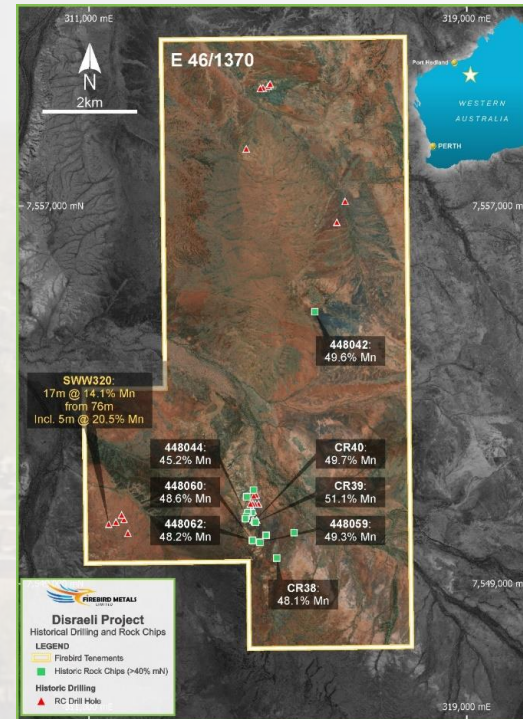 311,000 mE
319,000 mE
E 46/1370
N
2km
Port Hedland
WESTERN
AUSTRALIA
PERTH
7,557,000 mN
7,557,000 mN
448042:
49.6% Mn
SWW320:
17m @ 14.1% Mn
from 76m
Incl. 5m @ 20.5% Mn
448044:
45.2% Mn
CR40:
49.7% Mn
448060:
48.6% Mn
CR39:
51.1% Mn
448062:
48.2% Mn
448059:
49.3% Mn
CR38:
48.1% Mn
7,549,000 mN
FIREBIRD METALS
LIMITED
Disraeli Project
Historical Drilling and Rock Chips
LEGEND
Firebird Tenements
Historic Rock Chips (>40% mN)
Historic Drilling
RC Drill Hole
319,000 mE